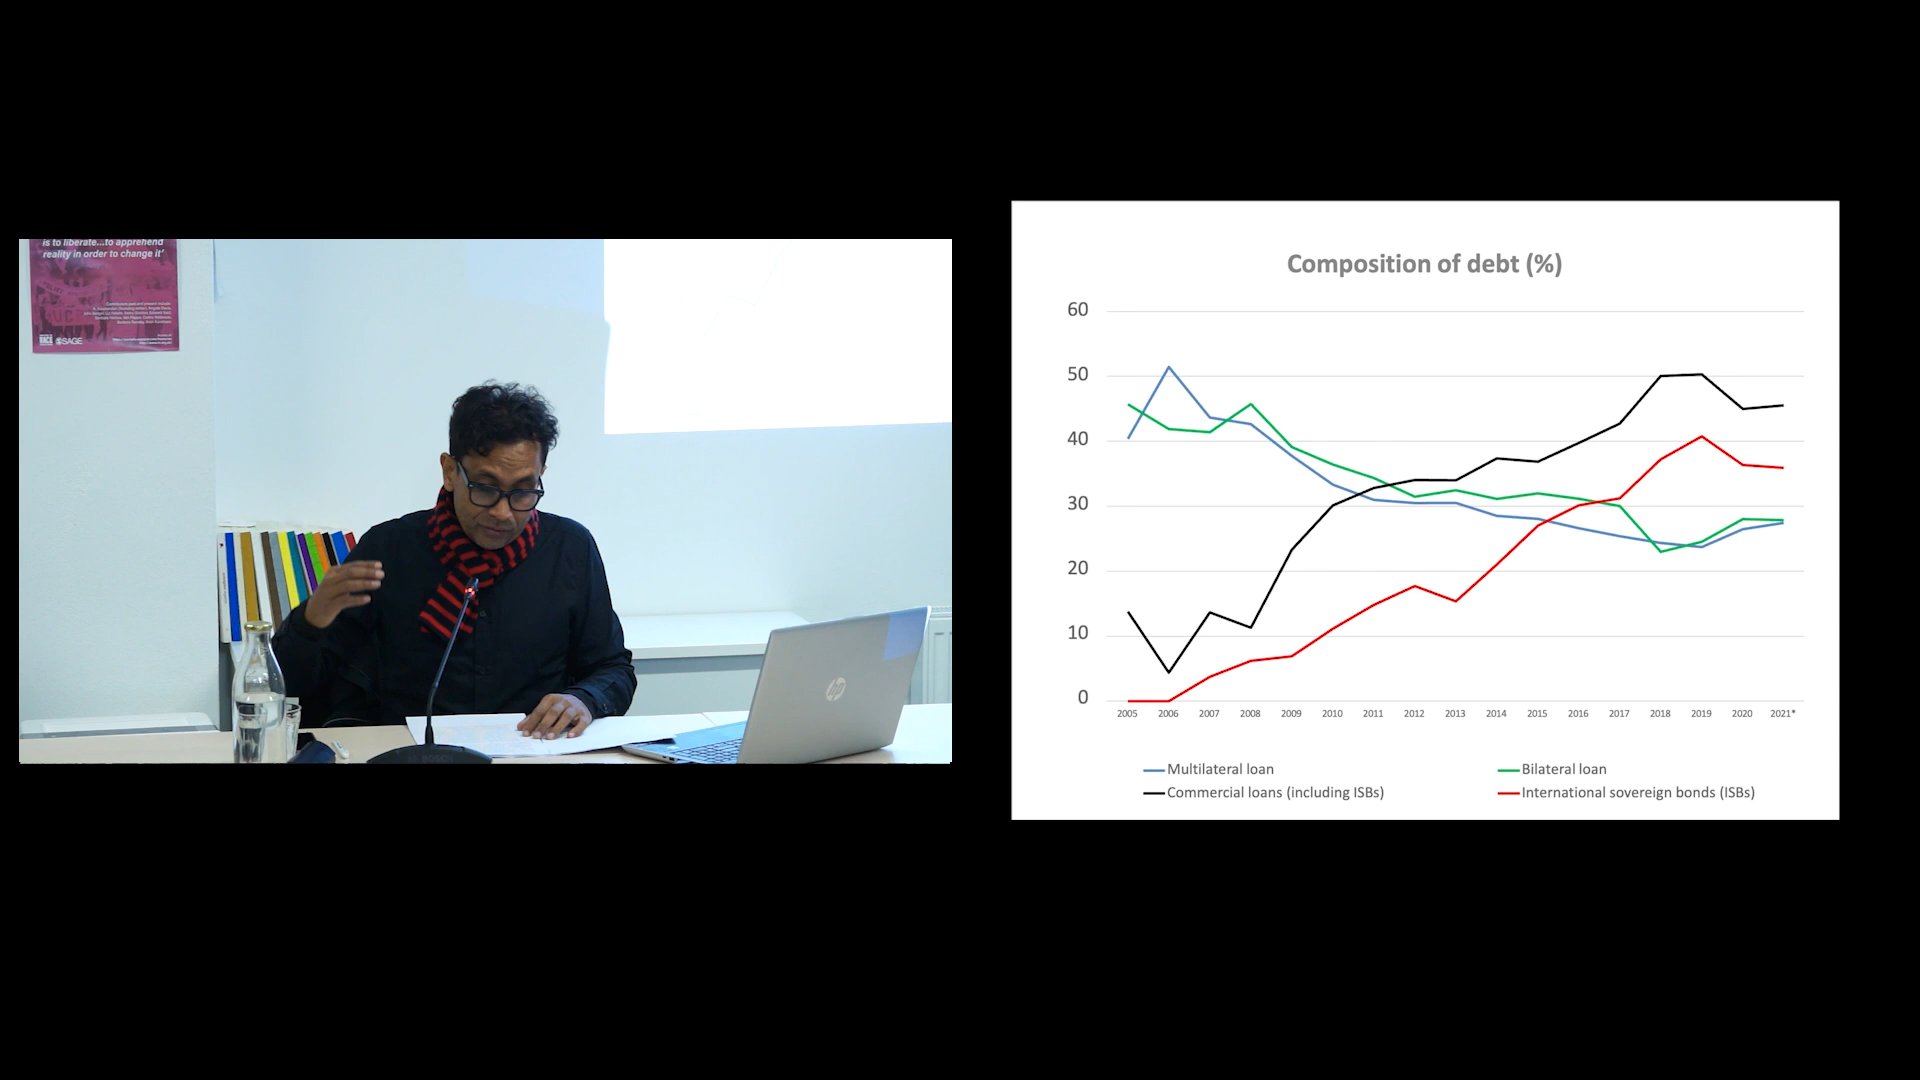 is to liberate...to apprehend
reality in order to change it'
SAGE
hp
BOSCH
Composition of debt (%)
60
50
40
30
20
10
0
2005 2006 2007 2008 2009 2010 2011 2012 2013 2014 2015 2016 2017 2018 2019 2020 2021*
Multilateral loan Bilateral loan
Commercial loans (including ISBs) International sovereign bonds (ISBs)